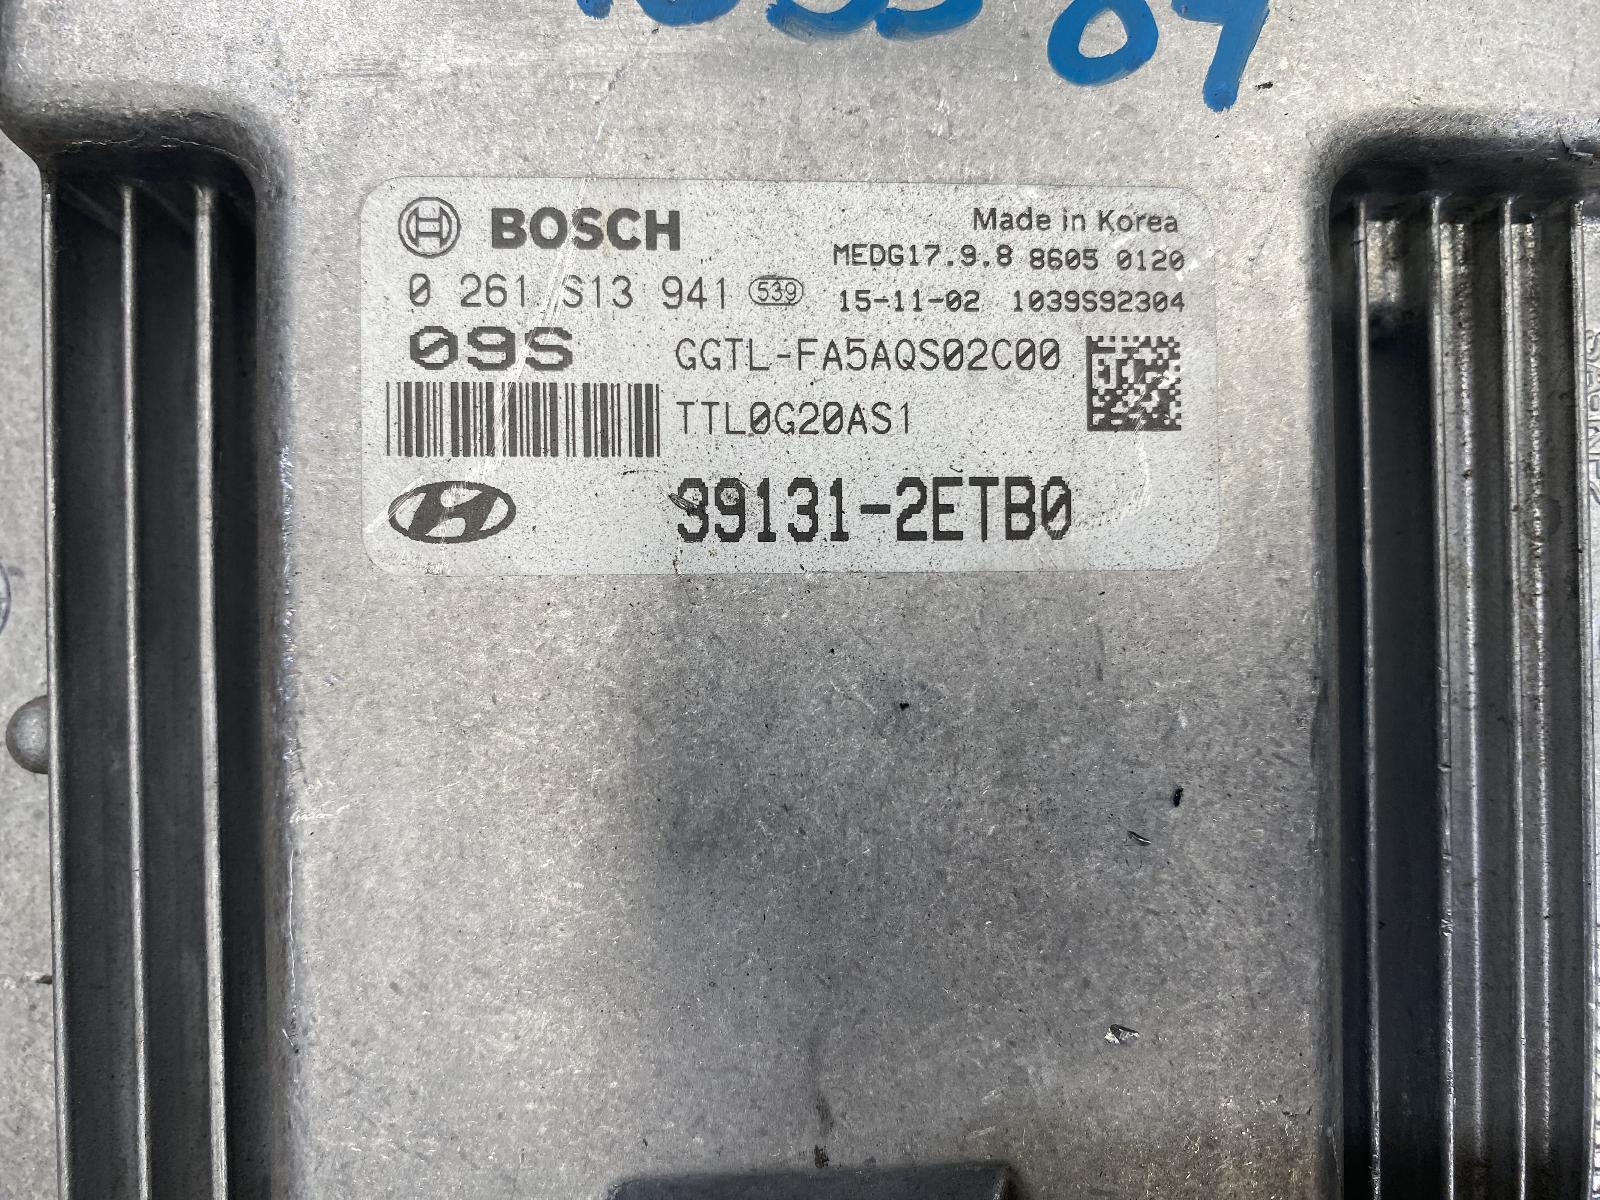 04
BOSCH
Made in Korea
MEDG17.9.8 8605 0120
0 261 S13 941 539
15-11-02 1039S92304
09S
GGTL-FA5AQS02C00
TTL0G20AS1
39131-2ETB0